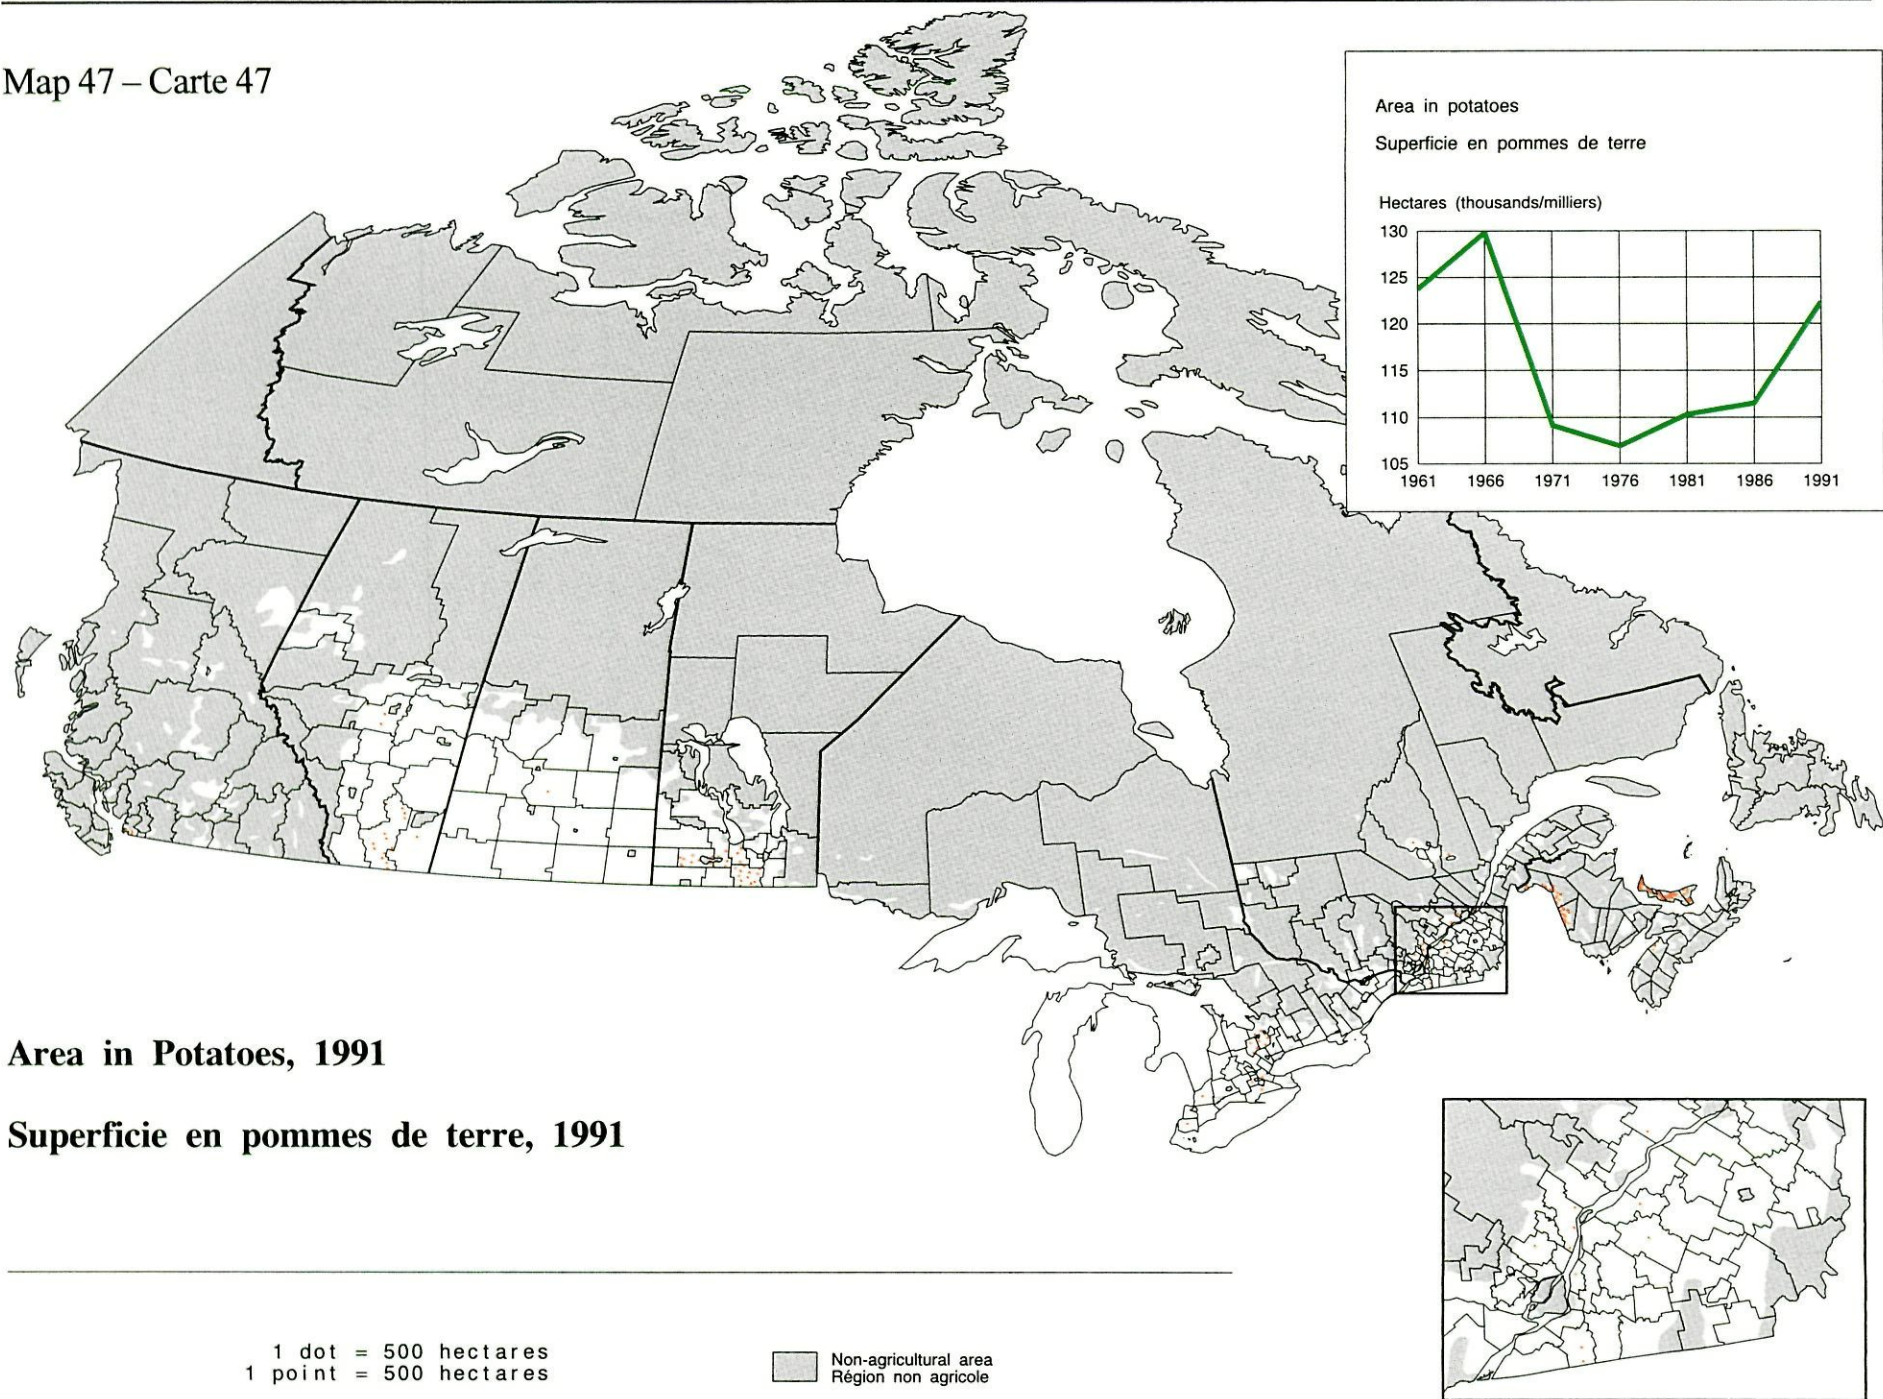 Map 47 – Carte 47
Area in potatoes
Superficie en pommes de terre
Hectares (thousands/milliers)
130
125
120
115
110
105
1961 1966 1971 1976 1981 1986 1991
Area in Potatoes, 1991
Superficie en pommes de terre, 1991
1 dot = 500 hectares
1 point = 500 hectares
Non-agricultural area
Région non agricole